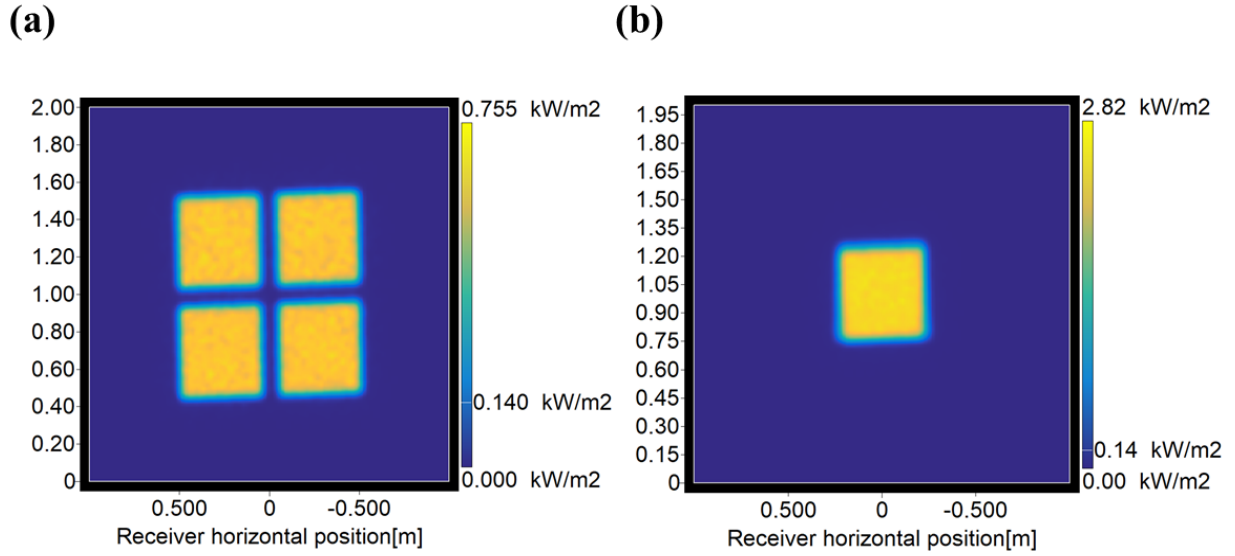 (a)
(b)
2.00
1.80
1.60
1.40
1.20
1.00
0.80
0.60
0.40
0.20
0
0.755 kW/m2
0.140 kW/m2
0.000 kW/m2
0.500 0 -0.500
Receiver horizontal position[m]
1.95
1.80
1.65
1.50
1.35
1.20
1.05
0.90
0.75
0.60
0.45
0.30
0.15
0
2.82 kW/m2
0.14 kW/m2
0.00 kW/m2
0.500 0 -0.500
Receiver horizontal position[m]